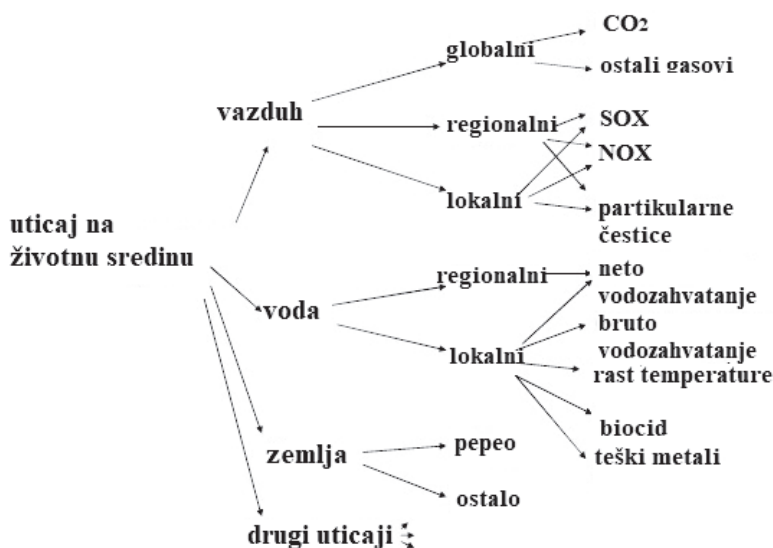 CO2
globalni
ostali gasovi
vazduh
regionalni
SOX
NOX
lokalni
partikularne
čestice
uticaj na
životnu sredinu
regionalni
neto
vodozahvatanje
voda
bruto
lokalni
vodozahvatanje
rast temperature
biocid
zemlja
pepeo
teški metali
ostalo
drugi uticaji